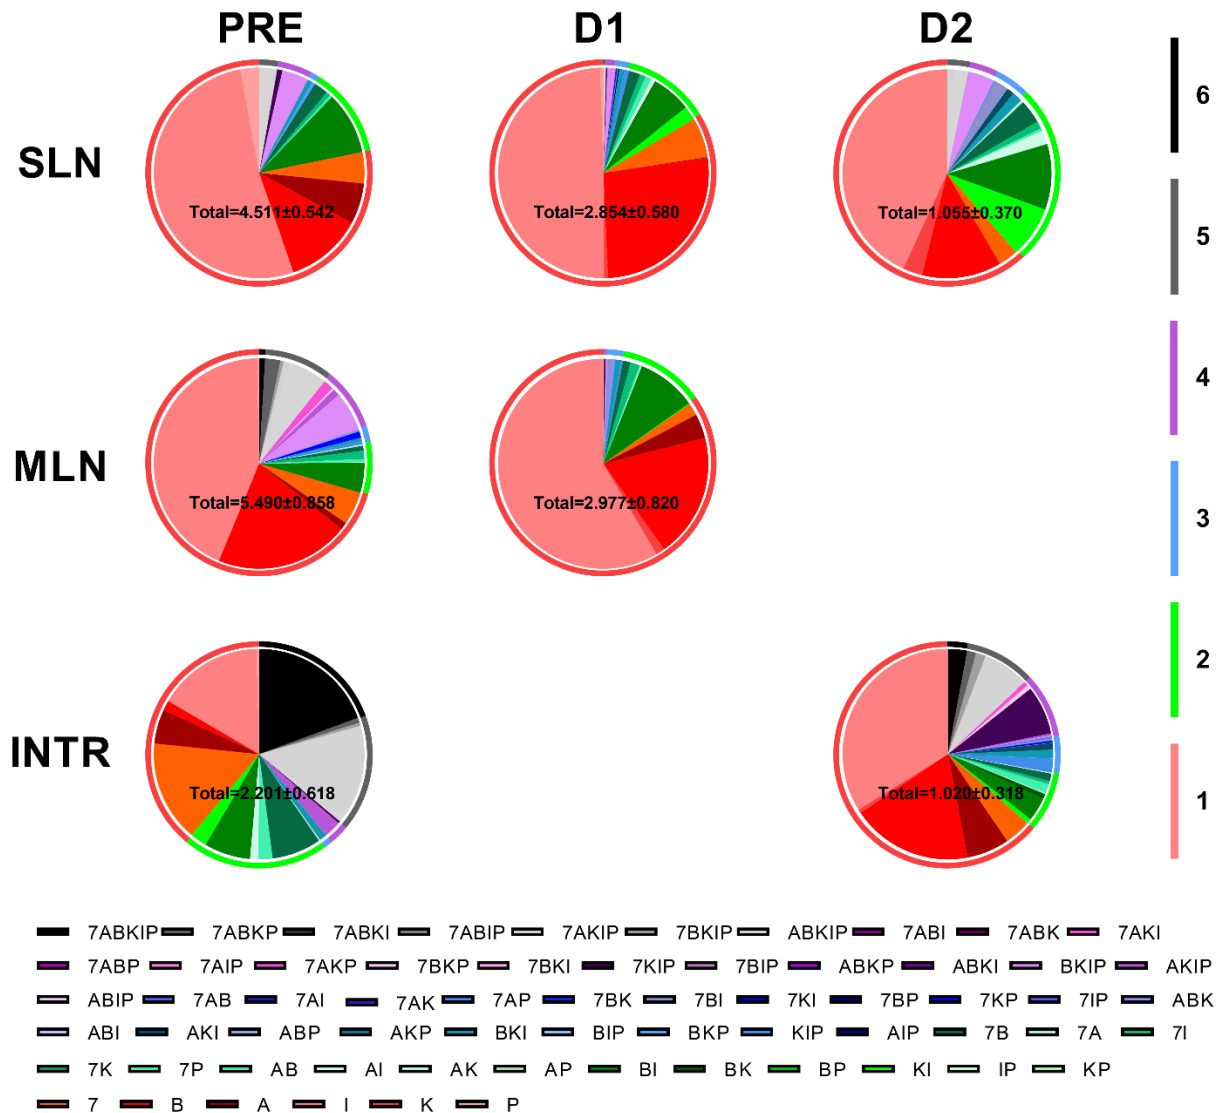 PRE D1 D2
6
SLN
Total=4.511±0.542 Total=2.854±0.580 Total=1.055±0.370
5
4
MLN
Total=5.490±0.858 Total=2.977±0.820
3
2
INTR
Total=2.201±0.618 Total=1.020±0.318
1
7ABKIP 7ABKP 7ABKI 7ABIP 7AKIP 7BKIP ABKIP 7ABI 7ABK 7AKI
7ABP 7AIP 7AKP 7BKP 7BKI 7KIP 7BIP ABKP ABKI BKIP AKIP
ABIP 7AB 7AI 7AK 7AP 7BK 7BI 7KI 7BP 7KP 7IP ABK
ABI AKI ABP AKP BKI BIP BKP KIP AIP 7B 7A 7I
7K 7P AB AI AK AP BI BK BP KI IP KP
7 B A I K P